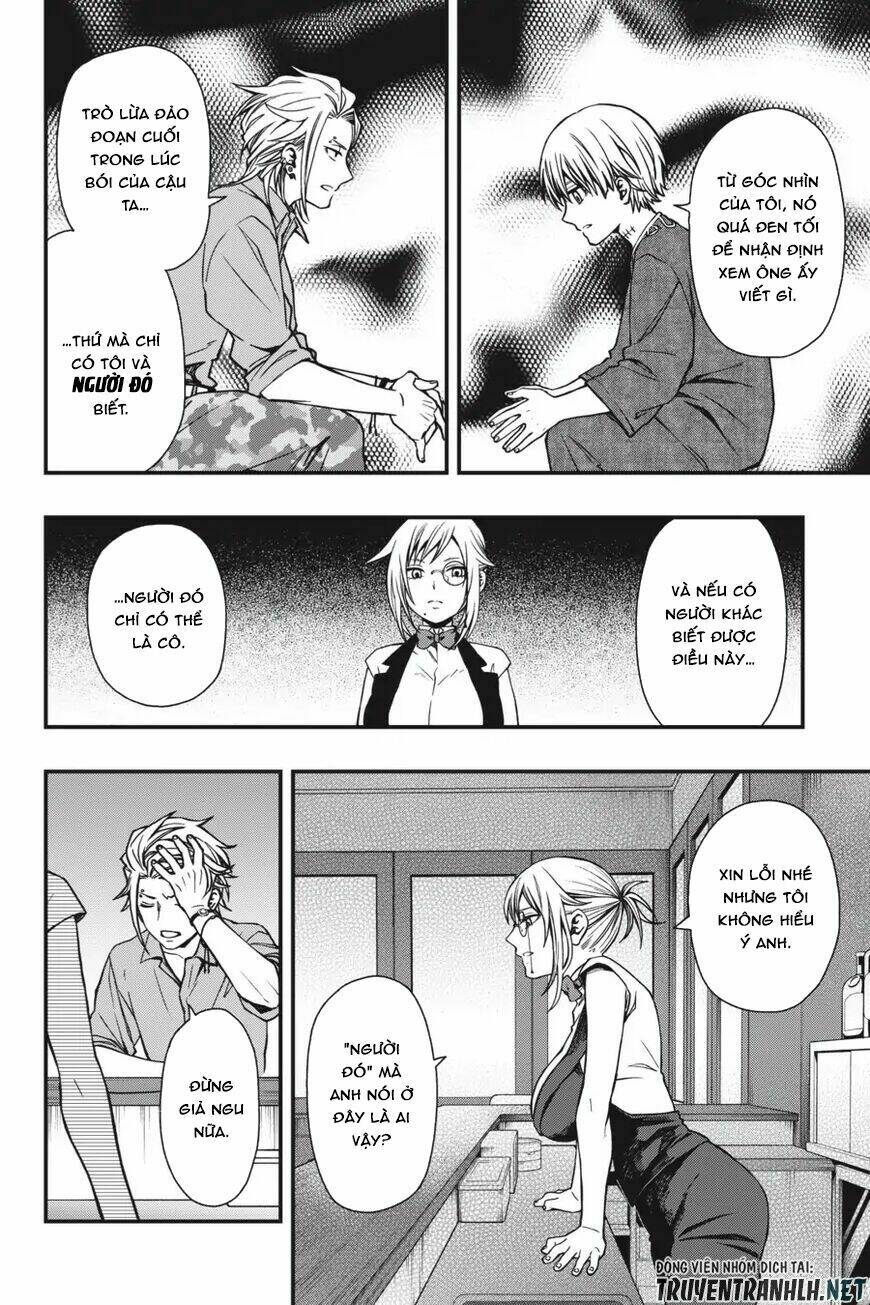 TỪ GÓC NHÌN
CỦA TÔI, NÓ
QUÁ ĐEN TỐI
ĐỂ NHẬN ĐỊNH
XEM ÔNG ẤY
VIẾT GÌ.
TRÒ LỪA ĐẢO
ĐOẠN CUỐI
TRONG LÚC
BÓI CỦA CẬU
TA...
...THỨ MÀ CHỈ
CÓ TÔI VÀ
NGƯỜI ĐÓ
BIẾT.
VÀ NẾU CÓ
NGƯỜI KHÁC
BIẾT ĐƯỢC
ĐIỀU NÀY...
...NGƯỜI ĐÓ
CHỈ CÓ THỂ
LÀ CÔ.
XIN LỖI NHÉ
NHƯNG TÔI
KHÔNG HIỂU
Ý ANH.
"NGƯỜI
ĐÓ" MÀ
ANH NÓI Ở
ĐÂY LÀ AI
VẬY?
ĐỪNG
GIẢ NGU
NỮA.
ĐỘNG VIÊN NHÓM DỊCH TẠI:
TRUYENTRANHLH.NET